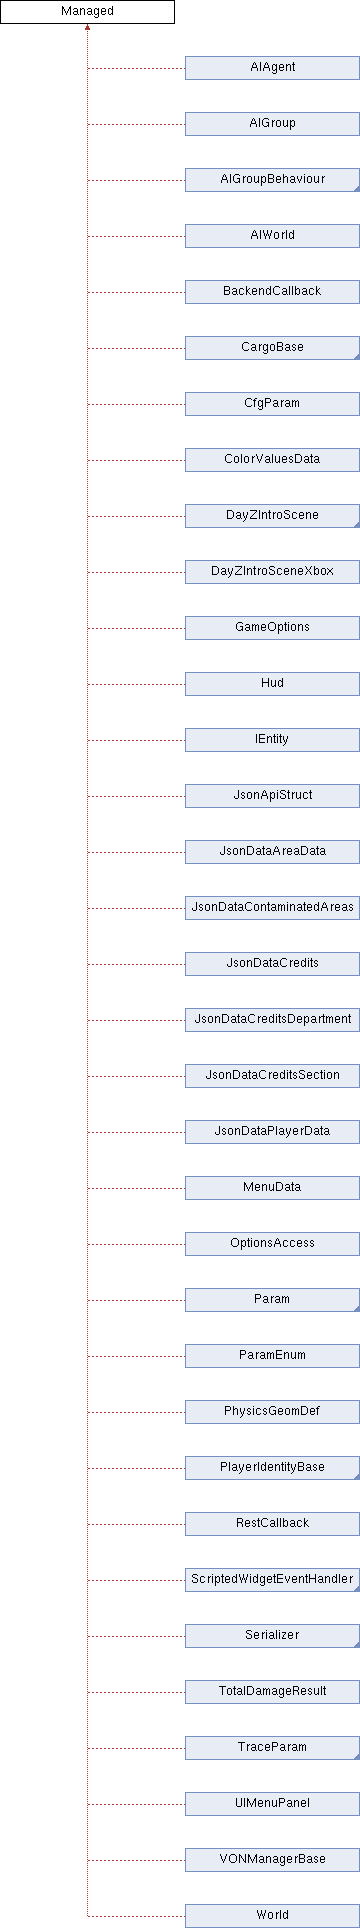 Managed
AIAgent
AIGroup
AIGroupBehaviour
AIWorld
BackendCallback
CargoBase
CfgParam
ColorValuesData
DayZIntroScene
DayZIntroSceneXbox
GameOptions
Hud
IEntity
JsonApiStruct
JsonDataAreaData
JsonDataContaminatedAreas
JsonDataCredits
JsonDataCreditsDepartment
JsonDataCreditsSection
JsonDataPlayerData
MenuData
OptionsAccess
Param
ParamEnum
PhysicsGeomDef
PlayerIdentityBase
RestCallback
ScriptedWidgetEventHandler
Serializer
TotalDamageResult
TraceParam
UIMenuPanel
VONManagerBase
World